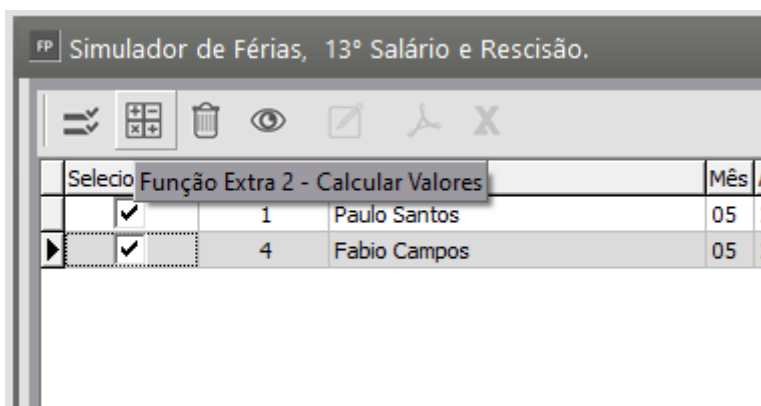 FP Simulador de Férias, 13º Salário e Rescisão.
Selecio Mês
Função Extra 2 - Calcular Valores
1 Paulo Santos 05
4 Fabio Campos 05